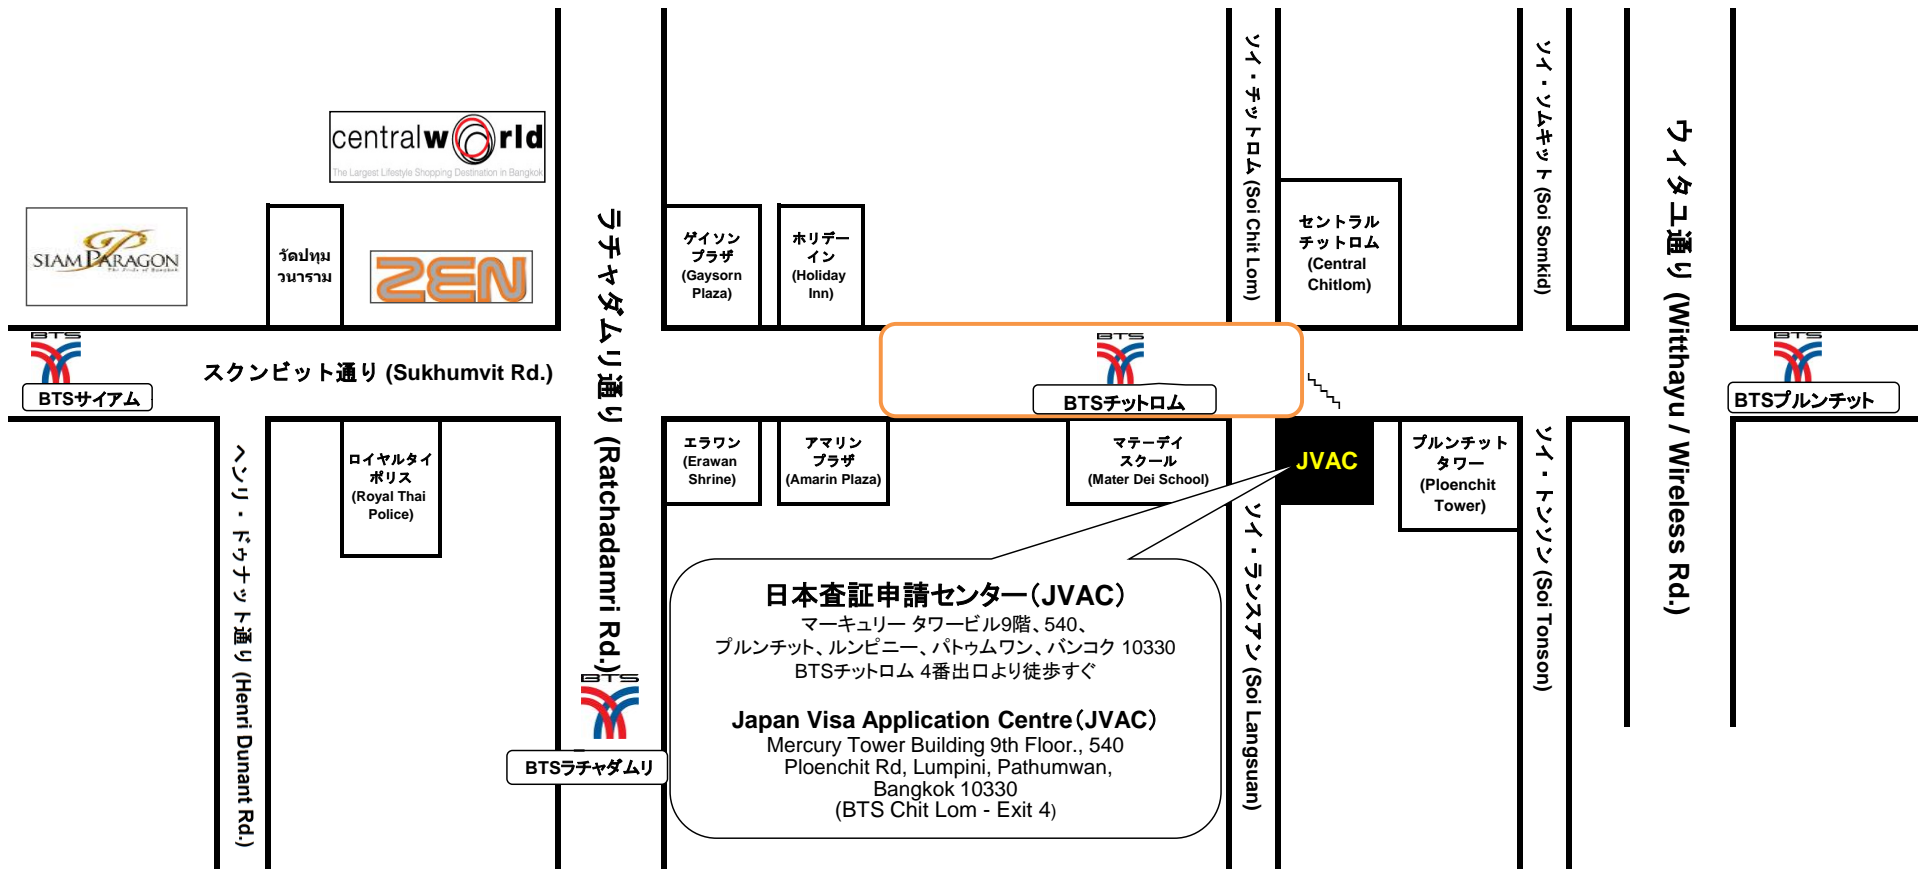 centralworld
The Largest Lifestyle Shopping Destination in Bangkok
SIAM PARAGON
The Pride of Bangkok
วัดปทุม
วนาราม
ZEN
ゲイソン
プラザ
(Gaysorn
Plaza)
ホリデー
イン
(Holiday
Inn)
ソイ・チットロム (Soi Chit Lom)
セントラル
チットロム
(Central
Chitlom)
ソイ・ソムキット (Soi Somkid)
ウィタユ通り (Witthayu / Wireless Rd.)
BTS
BTSサイアム
スクンビット通り (Sukhumvit Rd.)
ラチャダムリ通り (Ratchadamri Rd.)
BTS
BTSチットロム
BTS
BTSプルンチット
ヘンリ・ドゥナット通り (Henri Dunant Rd.)
ロイヤルタイ
ポリス
(Royal Thai
Police)
エラワン
(Erawan
Shrine)
アマリン
プラザ
(Amarin Plaza)
マテーデイ
スクール
(Mater Dei School)
JVAC
プルンチット
タワー
(Ploenchit
Tower)
ソイ・ランスアン (Soi Langsuan)
ソイ・トンソン (Soi Tonson)
BTS
BTSラチャダムリ
日本査証申請センター(JVAC)
マーキュリー タワービル9階、540、
プルンチット、ルンピニー、パトゥムワン、バンコク 10330
BTSチットロム 4番出口より徒歩すぐ
Japan Visa Application Centre(JVAC)
Mercury Tower Building 9th Floor., 540
Ploenchit Rd, Lumpini, Pathumwan,
Bangkok 10330
(BTS Chit Lom - Exit 4)